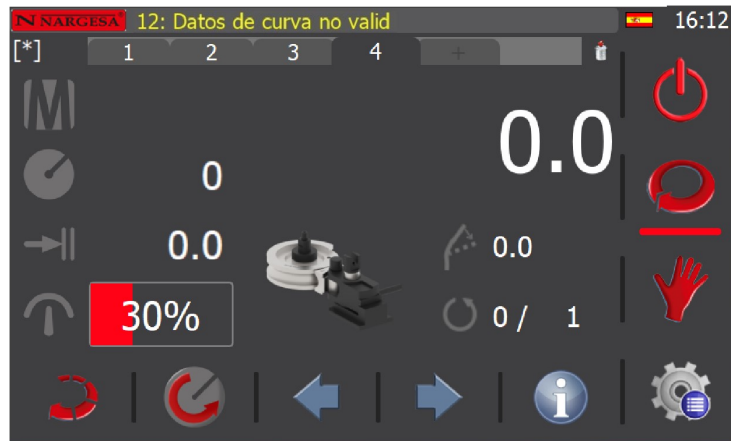 N NARGESA® 12: Datos de curva no valid 16:12
[*] 1 2 3 4 +
0.0
0
0.0 0.0
30% 0 / 1
i